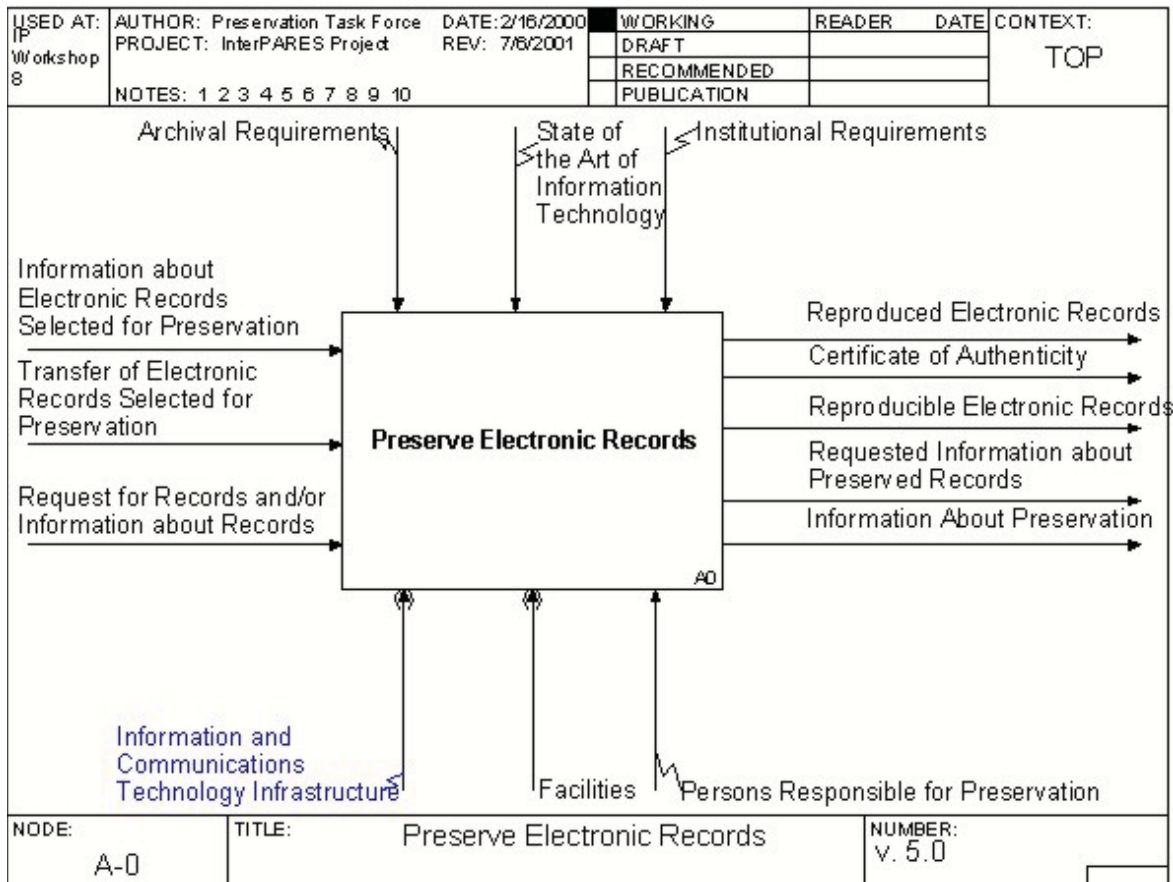 USED AT:
IP
Workshop
8
AUTHOR: Preservation Task Force
DATE: 2/16/2000
PROJECT: InterPARES Project
REV: 7/6/2001
NOTES: 1 2 3 4 5 6 7 8 9 10
WORKING
DRAFT
RECOMMENDED
PUBLICATION
READER
DATE
CONTEXT:
TOP
Archival Requirements
State of
the Art of
Information
Technology
Institutional Requirements
Information about
Electronic Records
Selected for Preservation
Transfer of Electronic
Records Selected for
Preservation
Request for Records and/or
Information about Records
Preserve Electronic Records
A0
Reproduced Electronic Records
Certificate of Authenticity
Reproducible Electronic Records
Requested Information about
Preserved Records
Information About Preservation
Information and
Communications
Technology Infrastructure
Facilities
Persons Responsible for Preservation
NODE:
A-0
TITLE:
Preserve Electronic Records
NUMBER:
v. 5.0